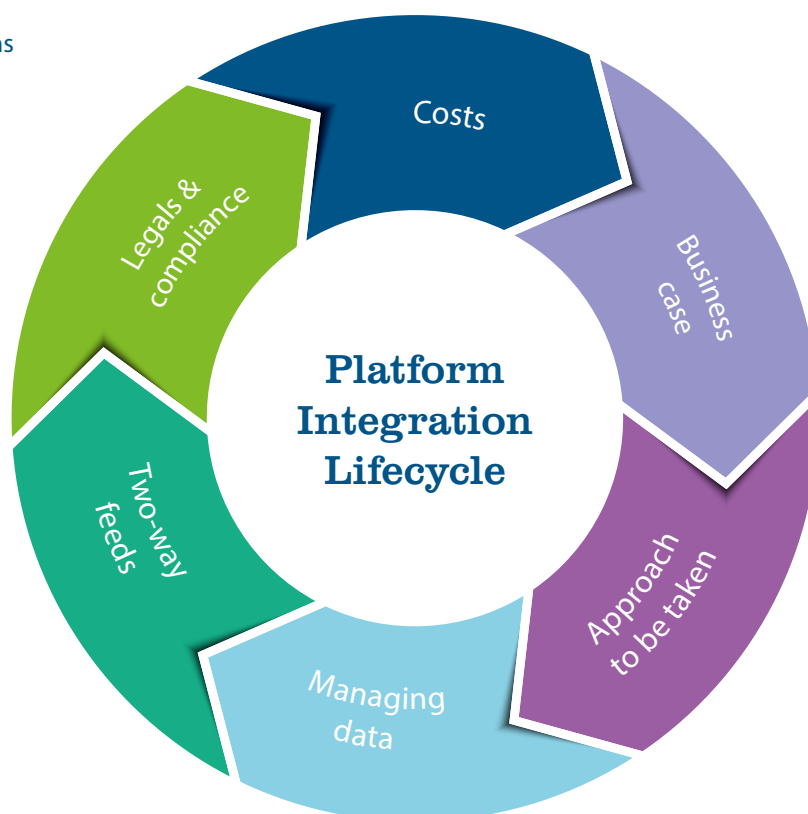 Costs
Business
case
Approach
to be taken
Managing
data
Two-way
feeds
Legals &
compliance
Platform
Integration
Lifecycle